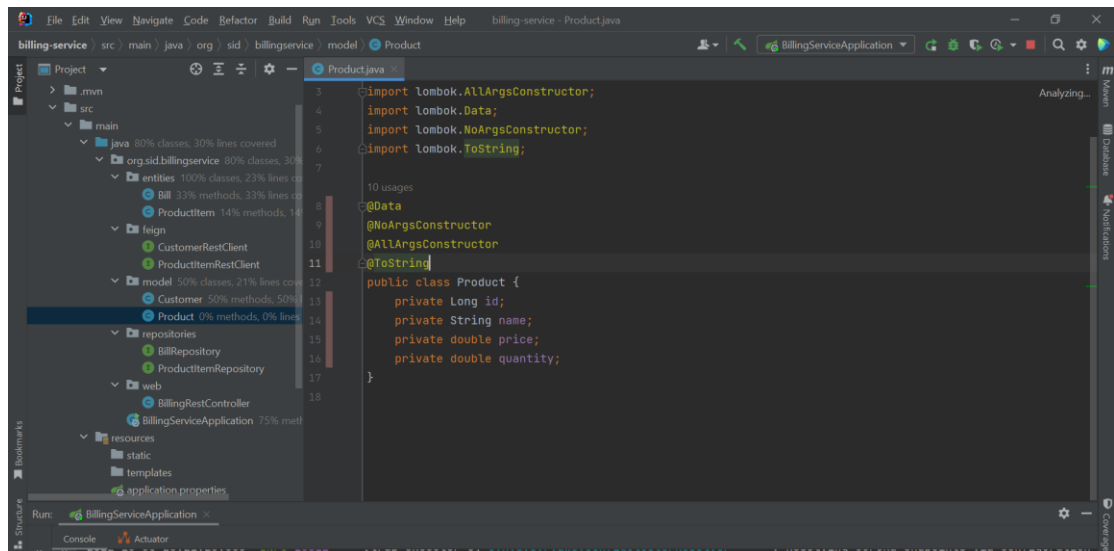 File Edit View Navigate Code Refactor Build Run Tools VCS Window Help billing-service - Product.java
billing-service src main java org sid billingservice model Product BillingServiceApplication
Project
Product.java
Project
.mvn
src
main
java 80% classes, 30% lines covered
org.sid.billingservice 80% classes, 30%
entities 100% classes, 23% lines co
Bill 33% methods, 33% lines co
ProductItem 14% methods, 14
feign
CustomerRestClient
ProductItemRestClient
model 50% classes, 21% lines cove
Customer 50% methods, 50% l
Product 0% methods, 0% lines
repositories
BillRepository
ProductItemRepository
web
BillingRestController
BillingServiceApplication 75% meth
resources
static
templates
application.properties
3 import lombok.AllArgsConstructor;
4 import lombok.Data;
5 import lombok.NoArgsConstructor;
6 import lombok.ToString;
7
10 usages
8 @Data
9 @NoArgsConstructor
10 @AllArgsConstructor
11 @ToString
12 public class Product {
13 private Long id;
14 private String name;
15 private double price;
16 private double quantity;
17 }
18
Analyzing...
Maven
Database
Notifications
Coverage
Bookmarks
Structure
Run: BillingServiceApplication
Console Actuator